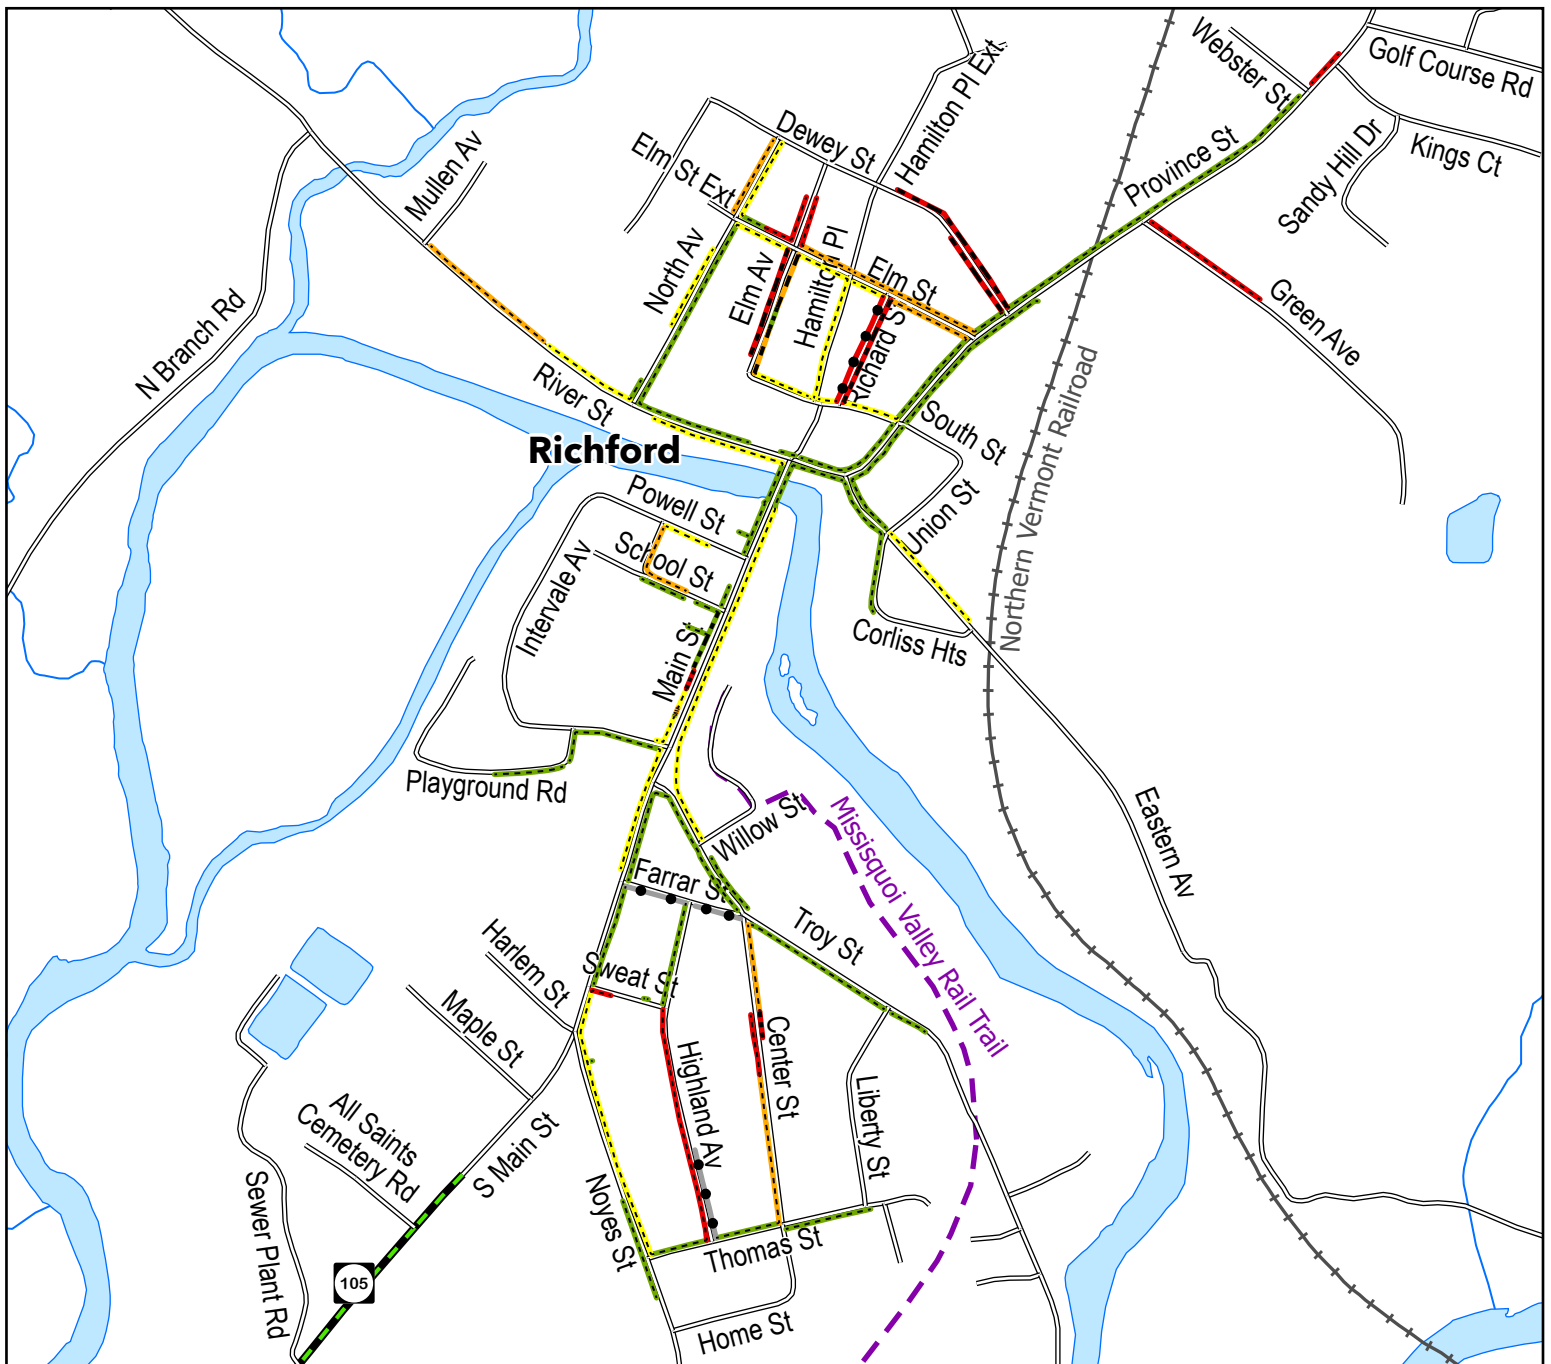 Webster St
Golf Course Rd
Hamilton Pl Ext
Dewey St
Mullen Av
Elm St Ext
Province St
Kings Ct
Sandy Hill Dr
North Av
Elm Av
Hamilton Pl
Elm St
N Branch Rd
Green Ave
River St
Richard St
South St
Northern Vermont Railroad
Richford
Powell St
Union St
School St
Intervale Av
Main St
Corliss Hts
Playground Rd
Willow St
Mississquoi Valley Rail Trail
Eastern Av
Farrar St
Troy St
Harlem St
Sweat St
Maple St
Center St
Highland Av
Liberty St
All Saints
Cemetery Rd
S Main St
Sewer Plant Rd
Noyes St
Thomas St
105
Home St